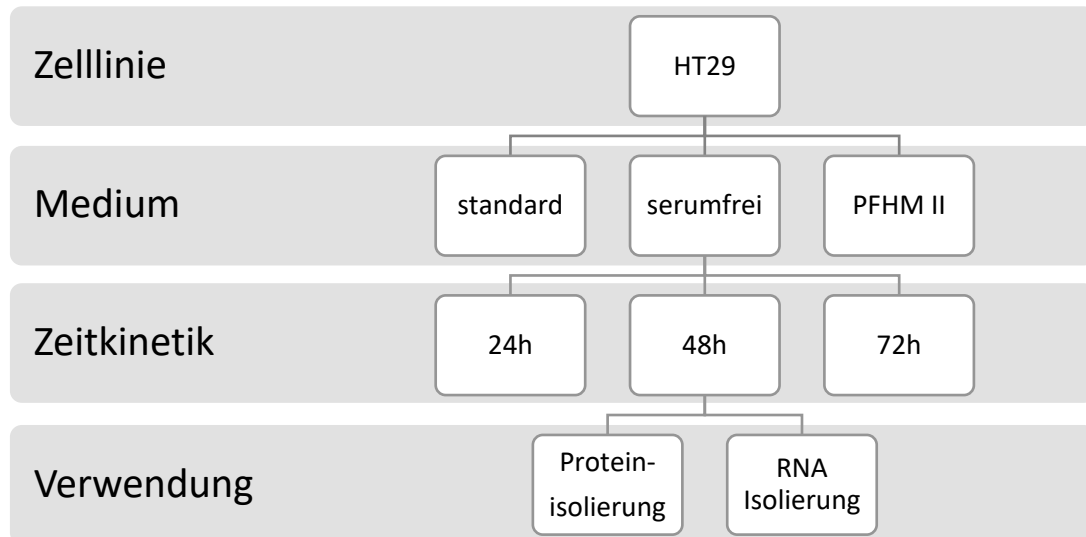 Zelllinie
HT29
Medium
standard
serumfrei
PFHM II
Zeitkinetik
24h
48h
72h
Verwendung
Protein-
isolierung
RNA
Isolierung